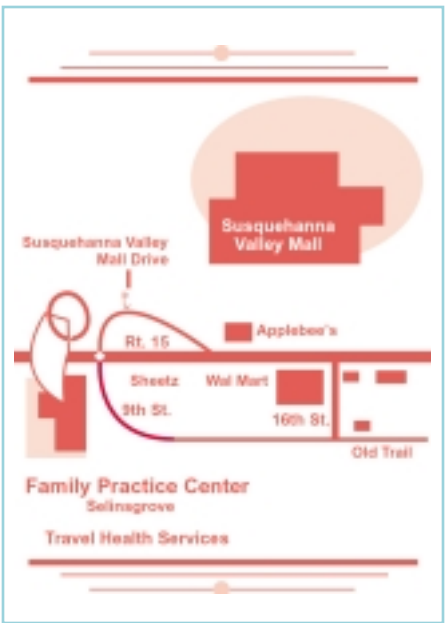 Susquehanna
Valley Mall
Susquehanna Valley
Mall Drive
Applebee's
Rt. 15
Sheetz
Wal Mart
9th St.
16th St.
Old Trail
Family Practice Center
Selinsgrove
Travel Health Services